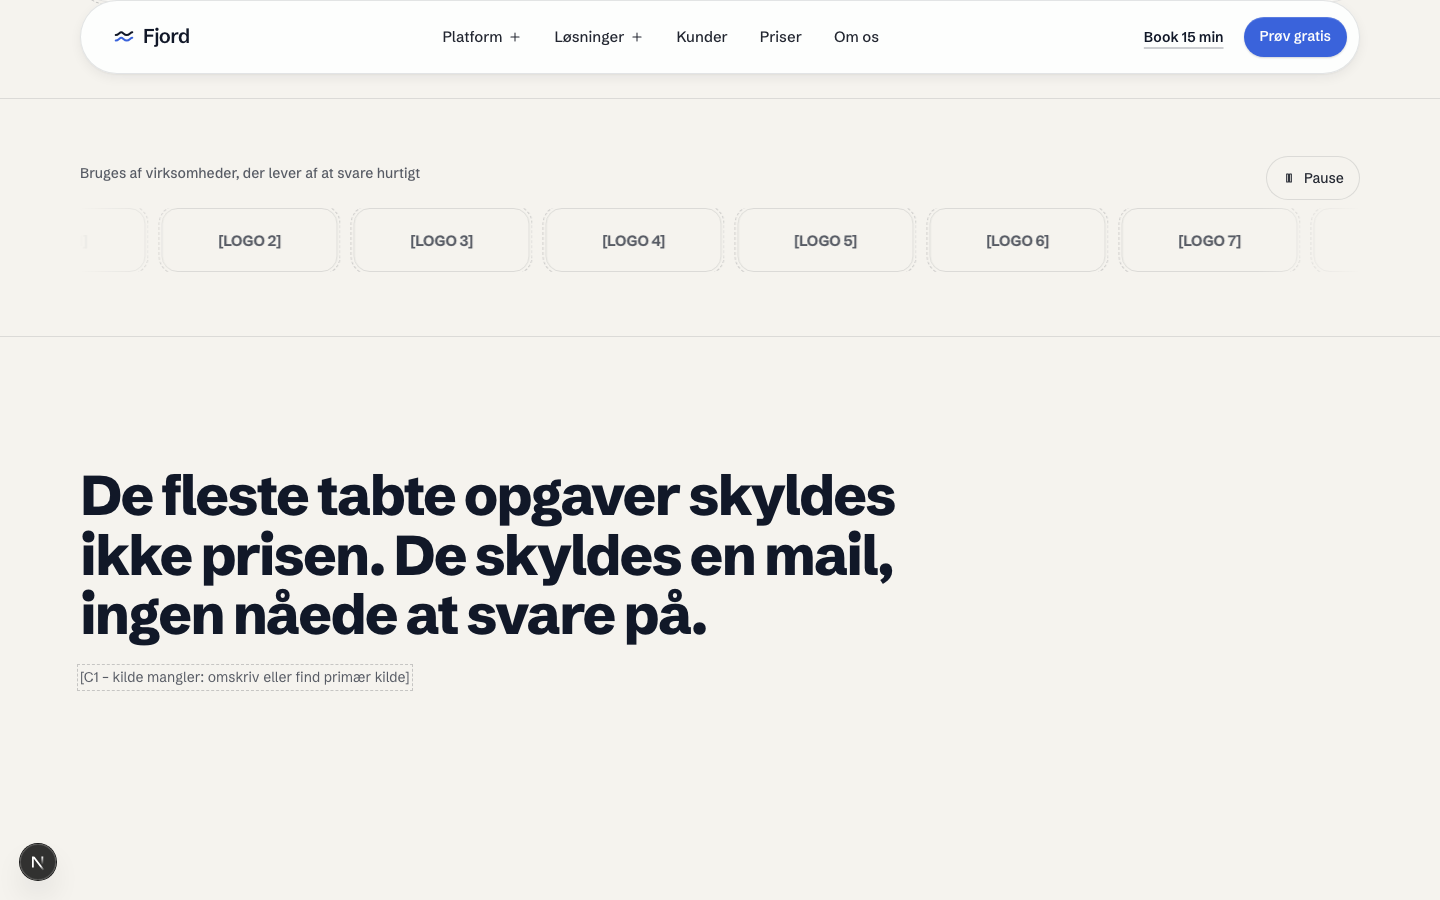 Fjord
Platform +
Løsninger +
Kunder
Priser
Om os
Book 15 min
Prøv gratis
Bruges af virksomheder, der lever af at svare hurtigt
Pause
]
[LOGO 2]
[LOGO 3]
[LOGO 4]
[LOGO 5]
[LOGO 6]
[LOGO 7]
De fleste tabte opgaver skyldes
ikke prisen. De skyldes en mail,
ingen nåede at svare på.
[C1 – kilde mangler: omskriv eller find primær kilde]
N